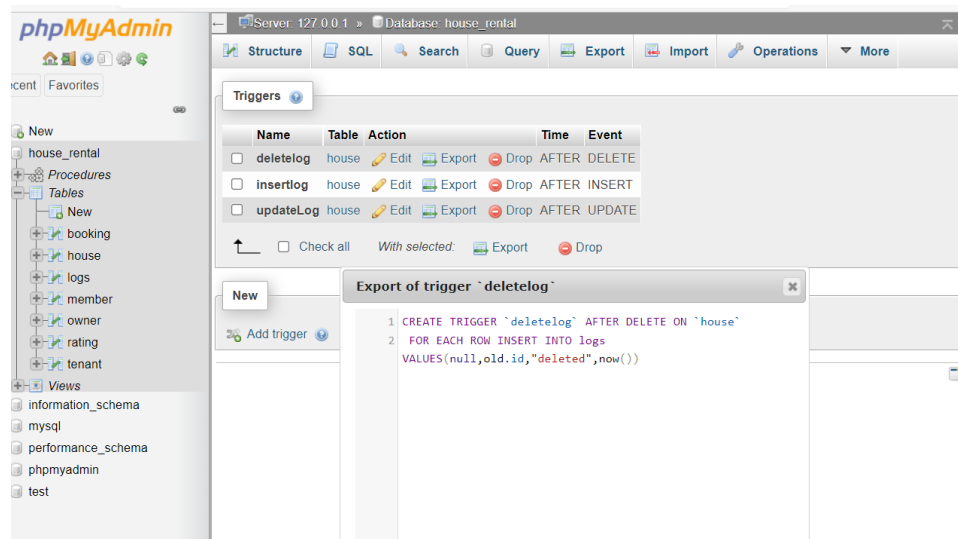 phpMyAdmin
Recent Favorites
New
house_rental
Procedures
Tables
New
booking
house
logs
member
owner
rating
tenant
Views
information_schema
mysql
performance_schema
phpmyadmin
test
Server: 127.0.0.1 » Database: house_rental
Structure SQL Search Query Export Import Operations More
Triggers
Name Table Action Time Event
deletelog house Edit Export Drop AFTER DELETE
insertlog house Edit Export Drop AFTER INSERT
updateLog house Edit Export Drop AFTER UPDATE
Check all With selected: Export Drop
New
Add trigger
Export of trigger `deletelog`
1 CREATE TRIGGER `deletelog` AFTER DELETE ON `house`
2 FOR EACH ROW INSERT INTO logs
VALUES(null,old.id,"deleted",now())